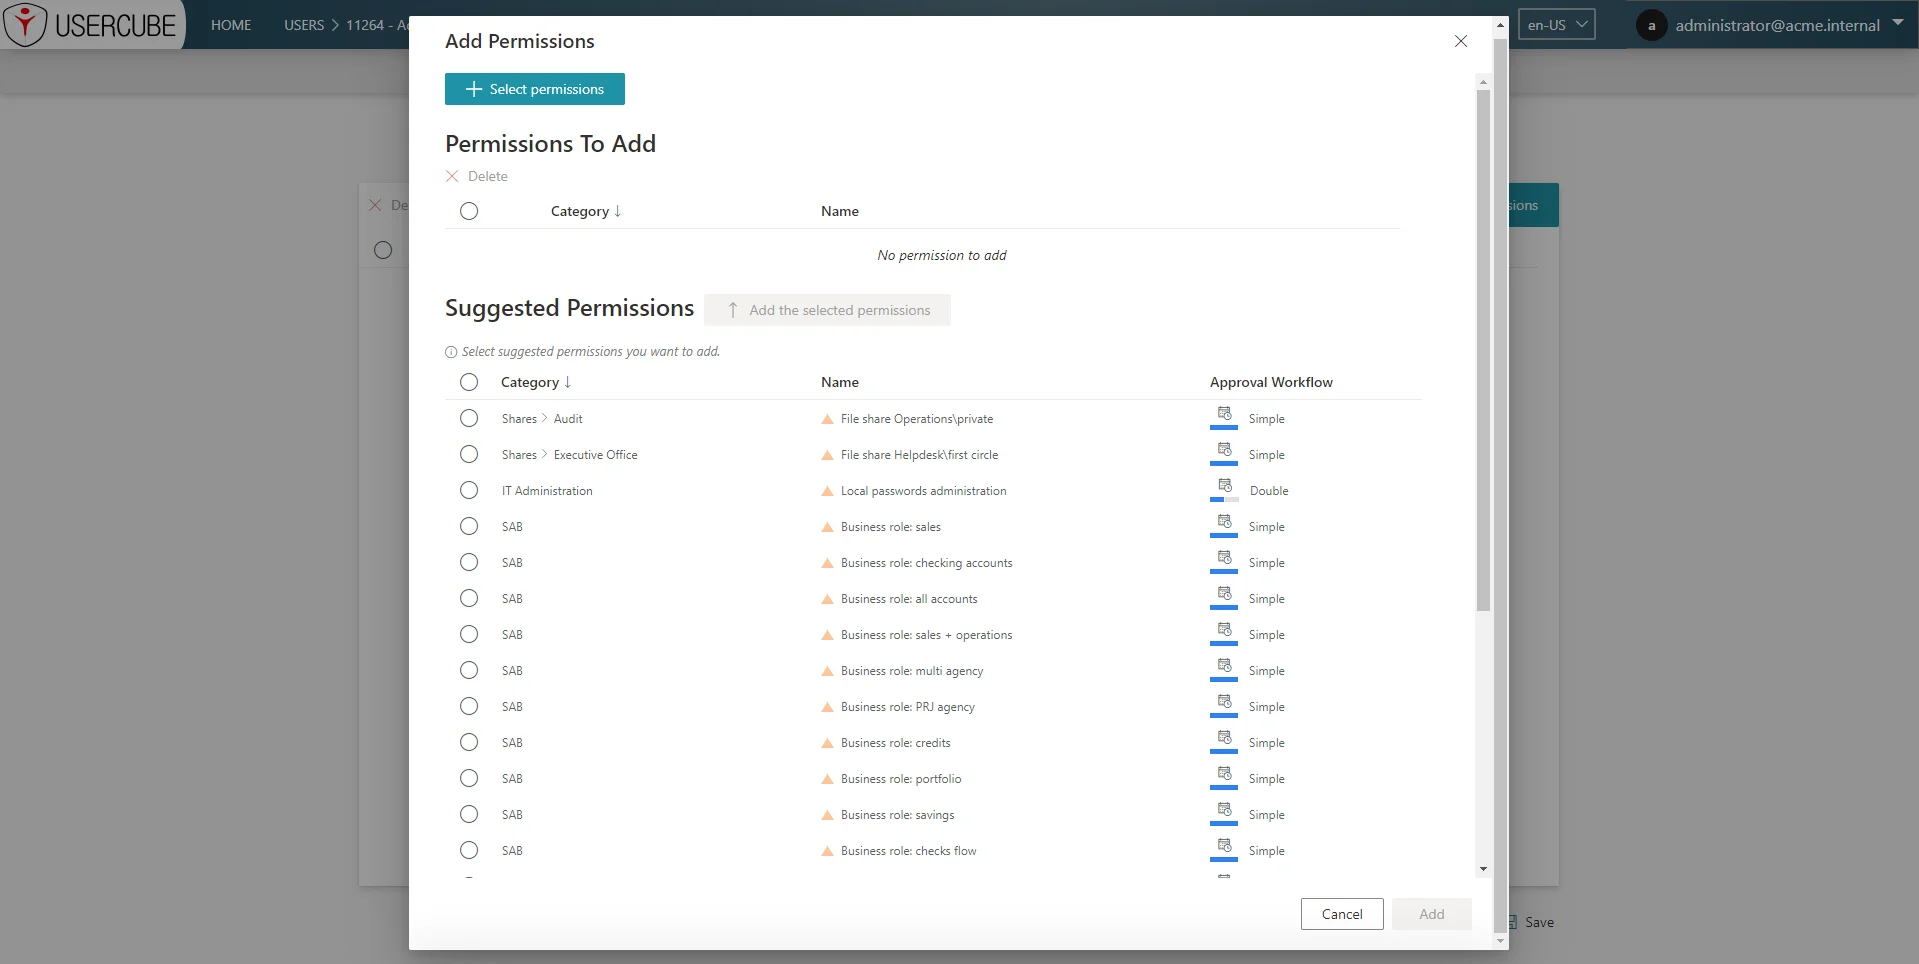 USERCUBE HOME USERS > 11264 - Ac en-US a administrator@acme.internal
Add Permissions
Select permissions
Permissions To Add
Delete
De
sions
Category ↓ Name
No permission to add
Suggested Permissions Add the selected permissions
Select suggested permissions you want to add.
Category ↓ Name Approval Workflow
Shares > Audit File share Operations\private Simple
Shares > Executive Office File share Helpdesk\first circle Simple
IT Administration Local passwords administration Double
SAB Business role: sales Simple
SAB Business role: checking accounts Simple
SAB Business role: all accounts Simple
SAB Business role: sales + operations Simple
SAB Business role: multi agency Simple
SAB Business role: PRJ agency Simple
SAB Business role: credits Simple
SAB Business role: portfolio Simple
SAB Business role: savings Simple
SAB Business role: checks flow Simple
Cancel Add
Save